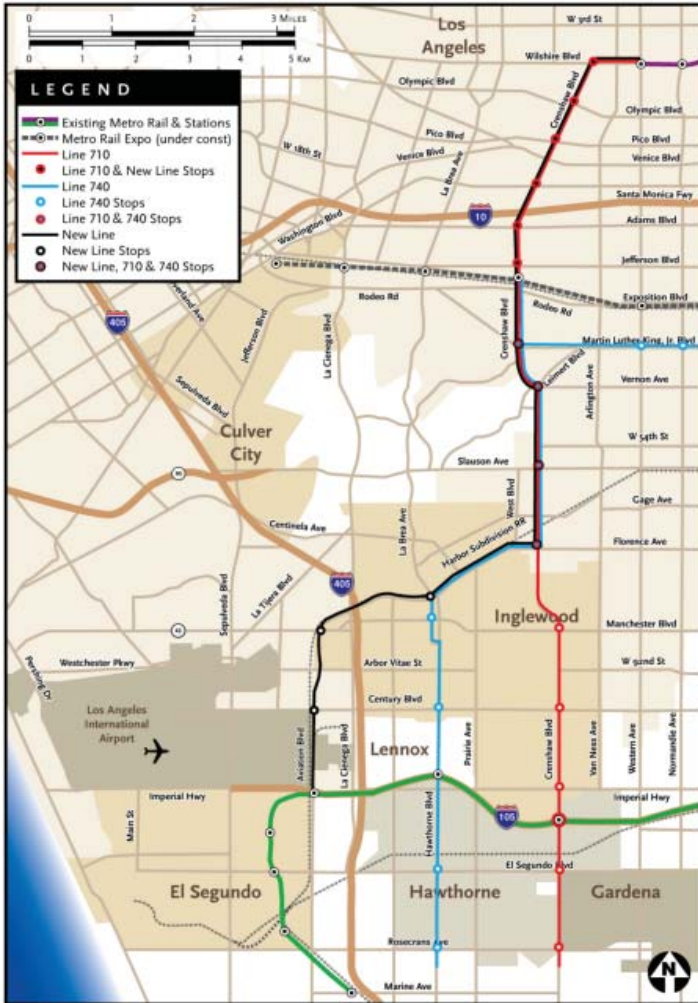 0 1 2 3 MILES
0 1 2 3 4 5 KM
LEGEND
Existing Metro Rail & Stations
Metro Rail Expo (under const)
Line 710
Line 710 & New Line Stops
Line 740
Line 740 Stops
Line 710 & 740 Stops
New Line
New Line Stops
New Line, 710 & 740 Stops
Los
Angeles
W 3rd St
Wilshire Blvd
Crenshaw Blvd
Olympic Blvd
Olympic Blvd
Pico Blvd
Pico Blvd
W 18th St
Venice Blvd
La Brea Ave
Venice Blvd
Santa Monica Fwy
Washington Blvd
10
Adams Blvd
Jefferson Blvd
Rodeo Rd
Rodeo Rd
Exposition Blvd
405
Jefferson Blvd
La Cienega Blvd
Crenshaw Blvd
Martin Luther King, Jr. Blvd
Leimert Blvd
Sepulveda Blvd
Arlington Ave
Vernon Ave
Culver
City
W 54th St
Slauson Ave
90
West Blvd
Gage Ave
Centinela Ave
La Brea Ave
Harbor Subdivision RR
Florence Ave
Sepulveda Blvd
La Tijera Blvd
405
Inglewood
42
Manchester Blvd
Westchester Pkwy
Arbor Vitae St
W 92nd St
Pershing Dr
Los Angeles
International
Airport
Century Blvd
Aviation Blvd
La Cienega Blvd
Lennox
Prairie Ave
Crenshaw Blvd
Van Ness Ave
Western Ave
Normandie Ave
Imperial Hwy
Imperial Hwy
Main St
Hawthorne Blvd
105
El Segundo Blvd
El Segundo
Hawthorne
Gardena
Rosecrans Ave
Marine Ave
N